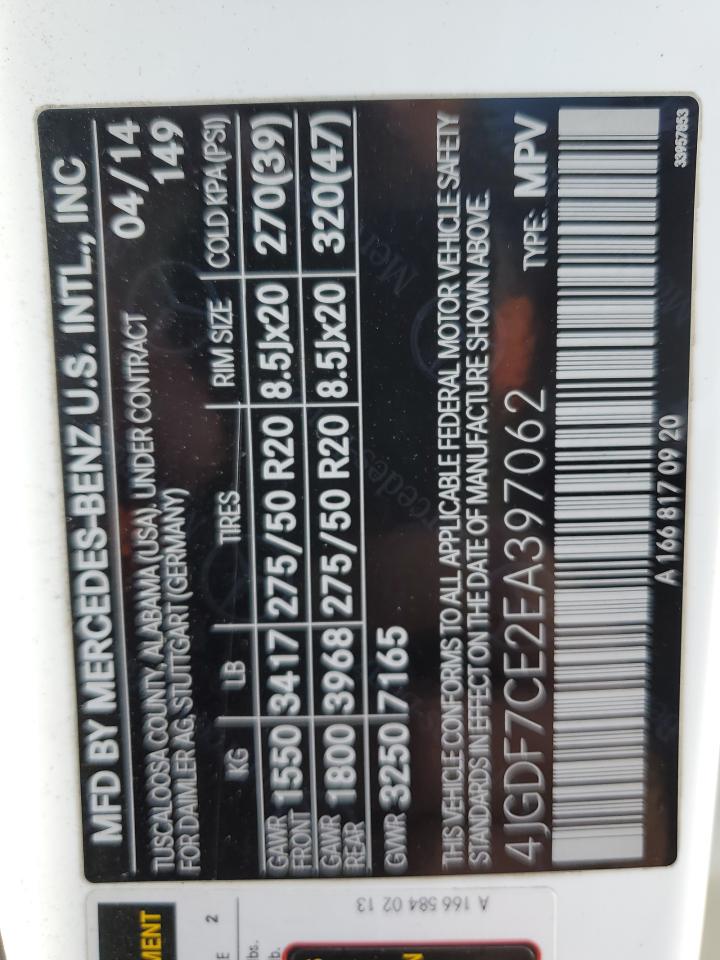 MFD BY MERCEDES-BENZ U.S. INTL., INC
TUSCALOOSA COUNTY, ALABAMA (USA), UNDER CONTRACT 04/14
FOR DAIMLER AG, STUTTGART (GERMANY) 149
KG LB TIRES RIM SIZE COLD KPA(PSI)
GAWR FRONT 1550 3417 275/50 R20 8.5Jx20 270(39)
GAWR REAR 1800 3968 275/50 R20 8.5Jx20 320(47)
GVWR 3250 7165
THIS VEHICLE CONFORMS TO ALL APPLICABLE FEDERAL MOTOR VEHICLE SAFETY
STANDARDS IN EFFECT ON THE DATE OF MANUFACTURE SHOWN ABOVE.
4JGDF7CE2EA397062 TYPE: MPV
A 166 817 09 20
33957853
A 166 584 02 13
MENT
E 2
lbs.
b.
N